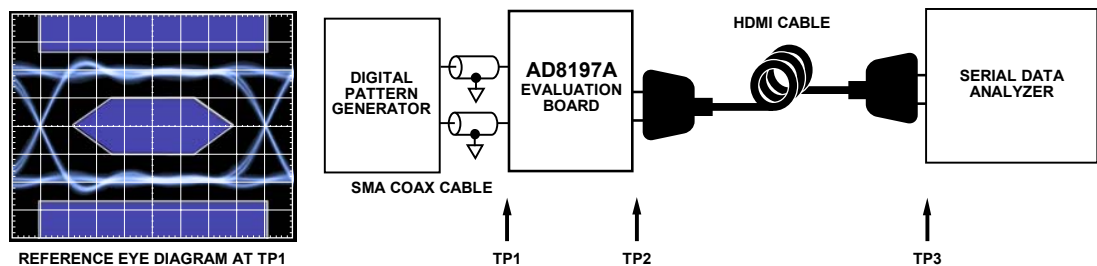 REFERENCE EYE DIAGRAM AT TP1
DIGITAL
PATTERN
GENERATOR
SMA COAX CABLE
AD8197A
EVALUATION
BOARD
HDMI CABLE
SERIAL DATA
ANALYZER
TP1
TP2
TP3